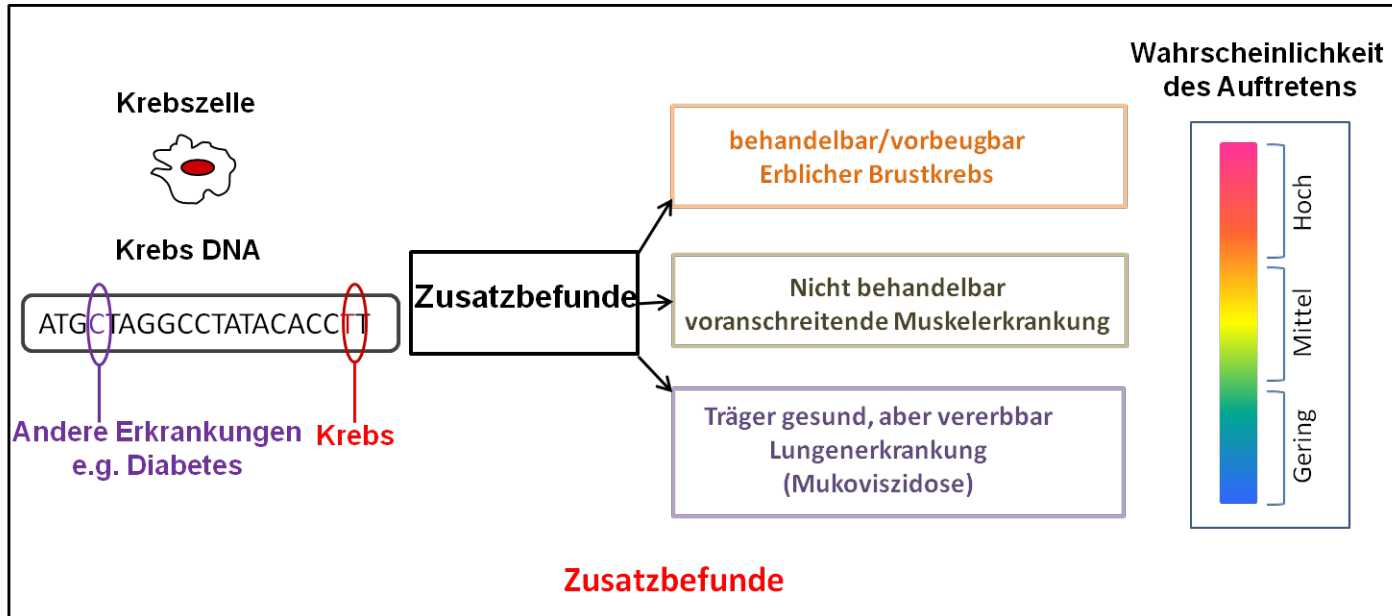 Krebszelle
Krebs DNA
ATGCTAGGCCTATACACCTT
Andere Erkrankungen
e.g. Diabetes
Krebs
Zusatzbefunde
behandelbar/vorbeugbar
Erblicher Brustkrebs
Nicht behandelbar
voranschreitende Muskelerkrankung
Träger gesund, aber vererbbar
Lungenerkrankung
(Mukoviszidose)
Wahrscheinlichkeit
des Auftretens
Hoch
Mittel
Gering
Zusatzbefunde